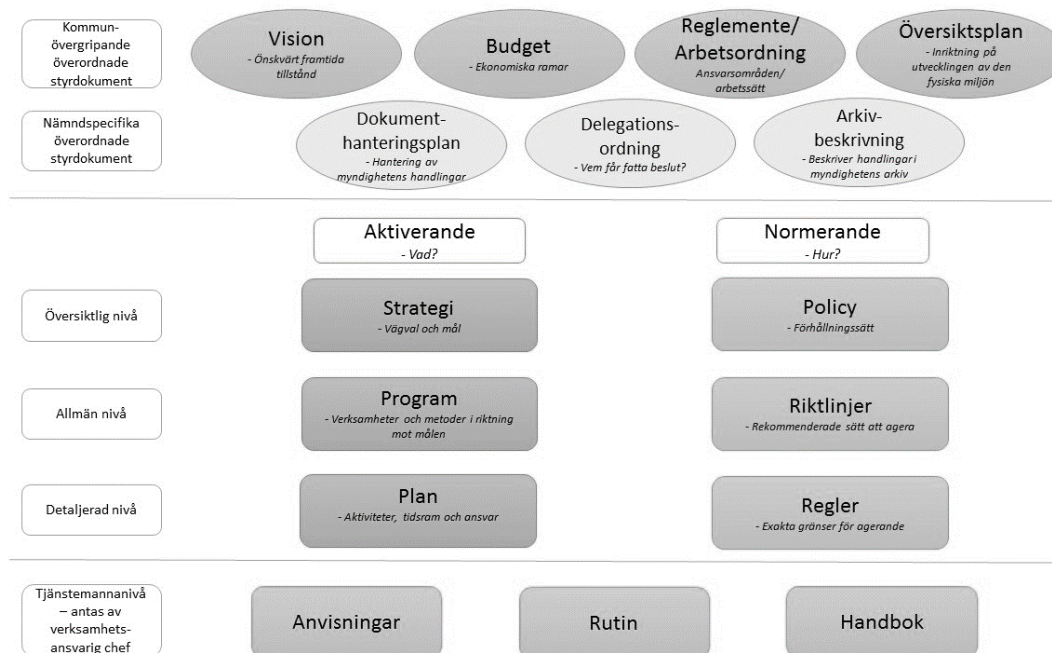 Kommun-
övergripande
överordnade
styrdokument
Vision
- Önskvärt framtida
tillstånd
Budget
- Ekonomiska ramar
Reglemente/
Arbetsordning
Ansvarsområden/
arbetssätt
Översiktsplan
- Inriktning på
utvecklingen av den
fysiska miljön
Nämndspecifika
överordnade
styrdokument
Dokument-
hanteringsplan
- Hantering av
myndighetens handlingar
Delegations-
ordning
- Vem får fatta beslut?
Arkiv-
beskrivning
- Beskriver handlingar i
myndighetens arkiv
Aktiverande
- Vad?
Normerande
- Hur?
Översiktlig nivå
Strategi
- Vägval och mål
Policy
- Förhållningssätt
Allmän nivå
Program
- Verksamheter och metoder i riktning
mot målen
Riktlinjer
- Rekommenderade sätt att agera
Detaljerad nivå
Plan
- Aktiviteter, tidsram och ansvar
Regler
- Exakta gränser för agerande
Tjänstemannanivå
– antas av
verksamhets-
ansvarig chef
Anvisningar
Rutin
Handbok